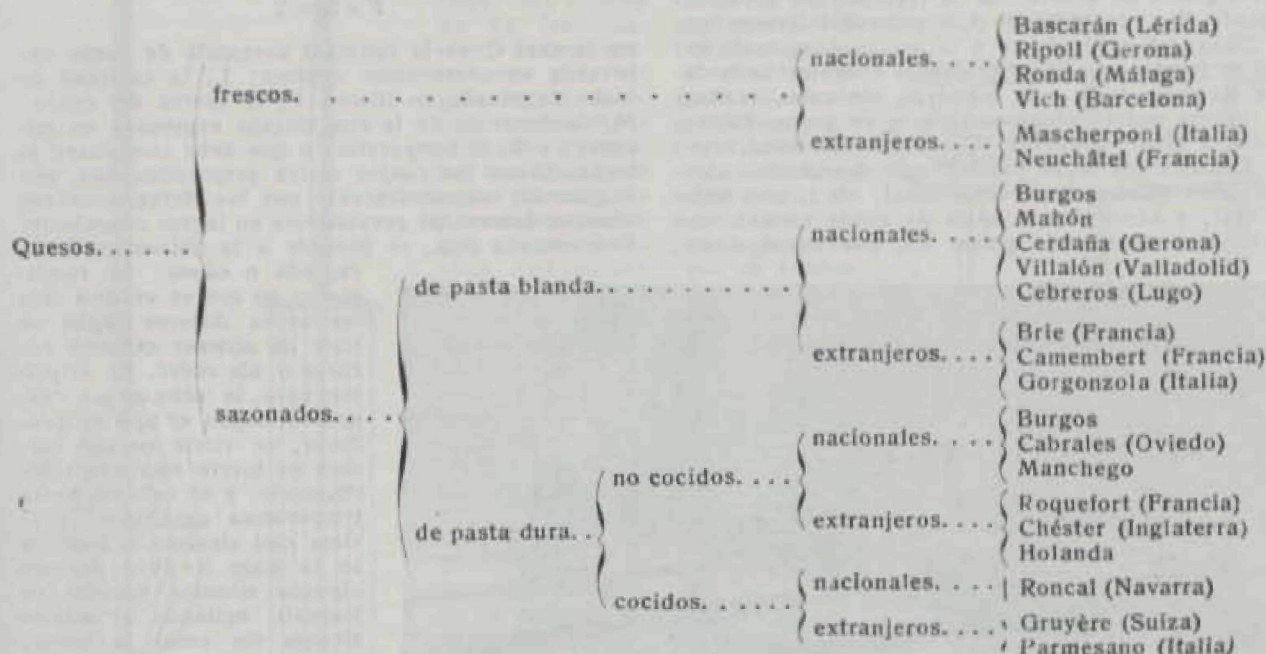 Quesos......
frescos.
nacionales....
Bascarán (Lérida)
Ripoll (Gerona)
Ronda (Málaga)
Vich (Barcelona)
extranjeros....
Mascherponi (Italia)
Neuchâtel (Francia)
sazonados....
de pasta blanda...........
nacionales....
Burgos
Mahón
Cerdaña (Gerona)
Villalón (Valladolid)
Cebreros (Lugo)
extranjeros....
Brie (Francia)
Camembert (Francia)
Gorgonzola (Italia)
de pasta dura..
no cocidos....
nacionales....
Burgos
Cabrales (Oviedo)
Manchego
extranjeros....
Roquefort (Francia)
Chéster (Inglaterra)
Holanda
cocidos......
nacionales....
Roncal (Navarra)
extranjeros....
Gruyère (Suiza)
Parmesano (Italia)